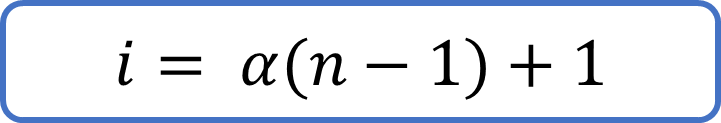 i = α(n − 1) + 1